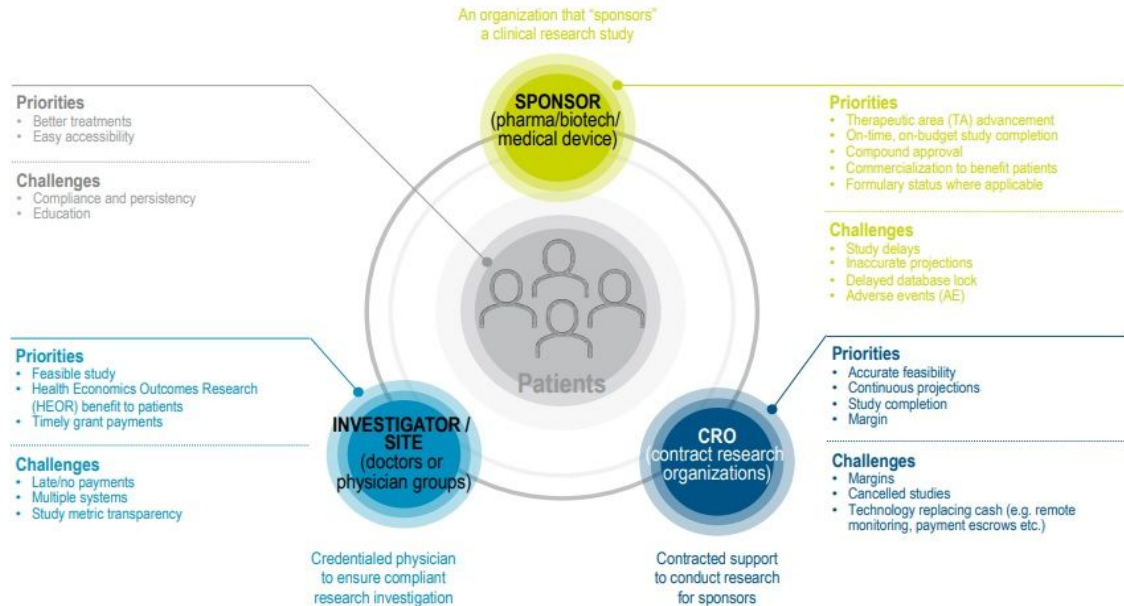 An organization that “sponsors”
a clinical research study
SPONSOR
(pharma/biotech/
medical device)
Priorities
• Better treatments
• Easy accessibility
Challenges
• Compliance and persistency
• Education
Priorities
• Therapeutic area (TA) advancement
• On-time, on-budget study completion
• Compound approval
• Commercialization to benefit patients
• Formulary status where applicable
Challenges
• Study delays
• Inaccurate projections
• Delayed database lock
• Adverse events (AE)
Patients
Priorities
• Feasible study
• Health Economics Outcomes Research
(HEOR) benefit to patients
• Timely grant payments
Challenges
• Late/no payments
• Multiple systems
• Study metric transparency
INVESTIGATOR /
SITE
(doctors or
physician groups)
Credentialed physician
to ensure compliant
research investigation
CRO
(contract research
organizations)
Contracted support
to conduct research
for sponsors
Priorities
• Accurate feasibility
• Continuous projections
• Study completion
• Margin
Challenges
• Margins
• Cancelled studies
• Technology replacing cash (e.g. remote
monitoring, payment escrows etc.)